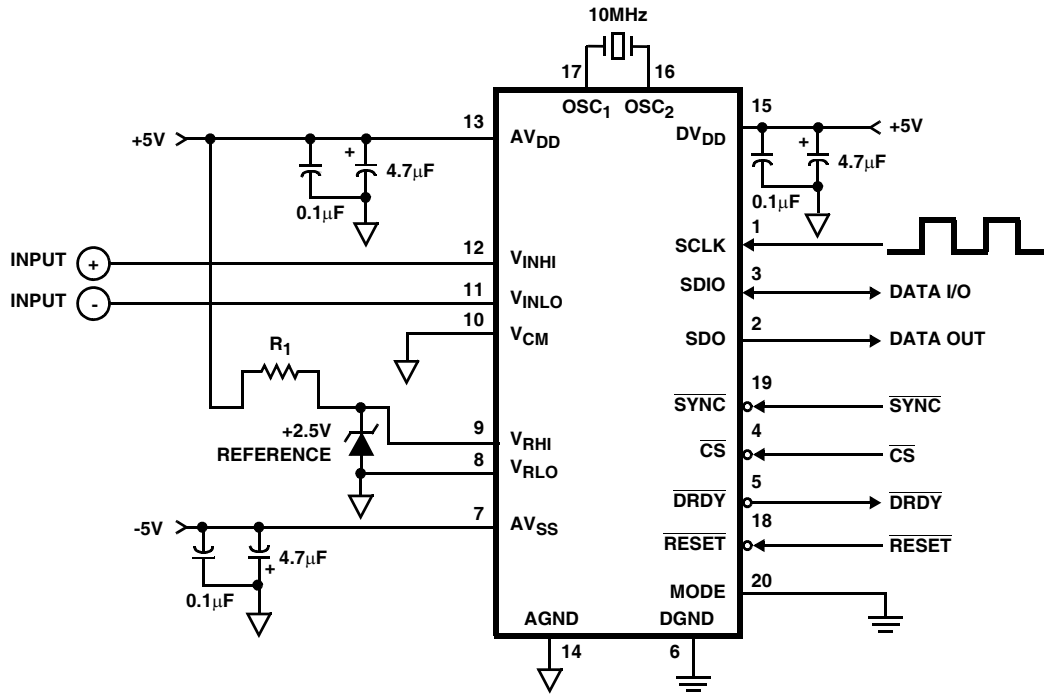 10MHz
17 16
OSC1 OSC2
+5V
13
AVDD
+
4.7μF
0.1μF
15
DVDD
+5V
+
4.7μF
0.1μF
INPUT +
12
VINHI
INPUT -
11
VINLO
10
VCM
R1
+2.5V
REFERENCE
9
VRHI
8
VRLO
-5V
7
AVSS
4.7μF
+
0.1μF
1
SCLK
3
SDIO
DATA I/O
2
SDO
DATA OUT
19
SYNC
SYNC
4
CS
CS
5
DRDY
DRDY
18
RESET
RESET
20
MODE
AGND
14
DGND
6